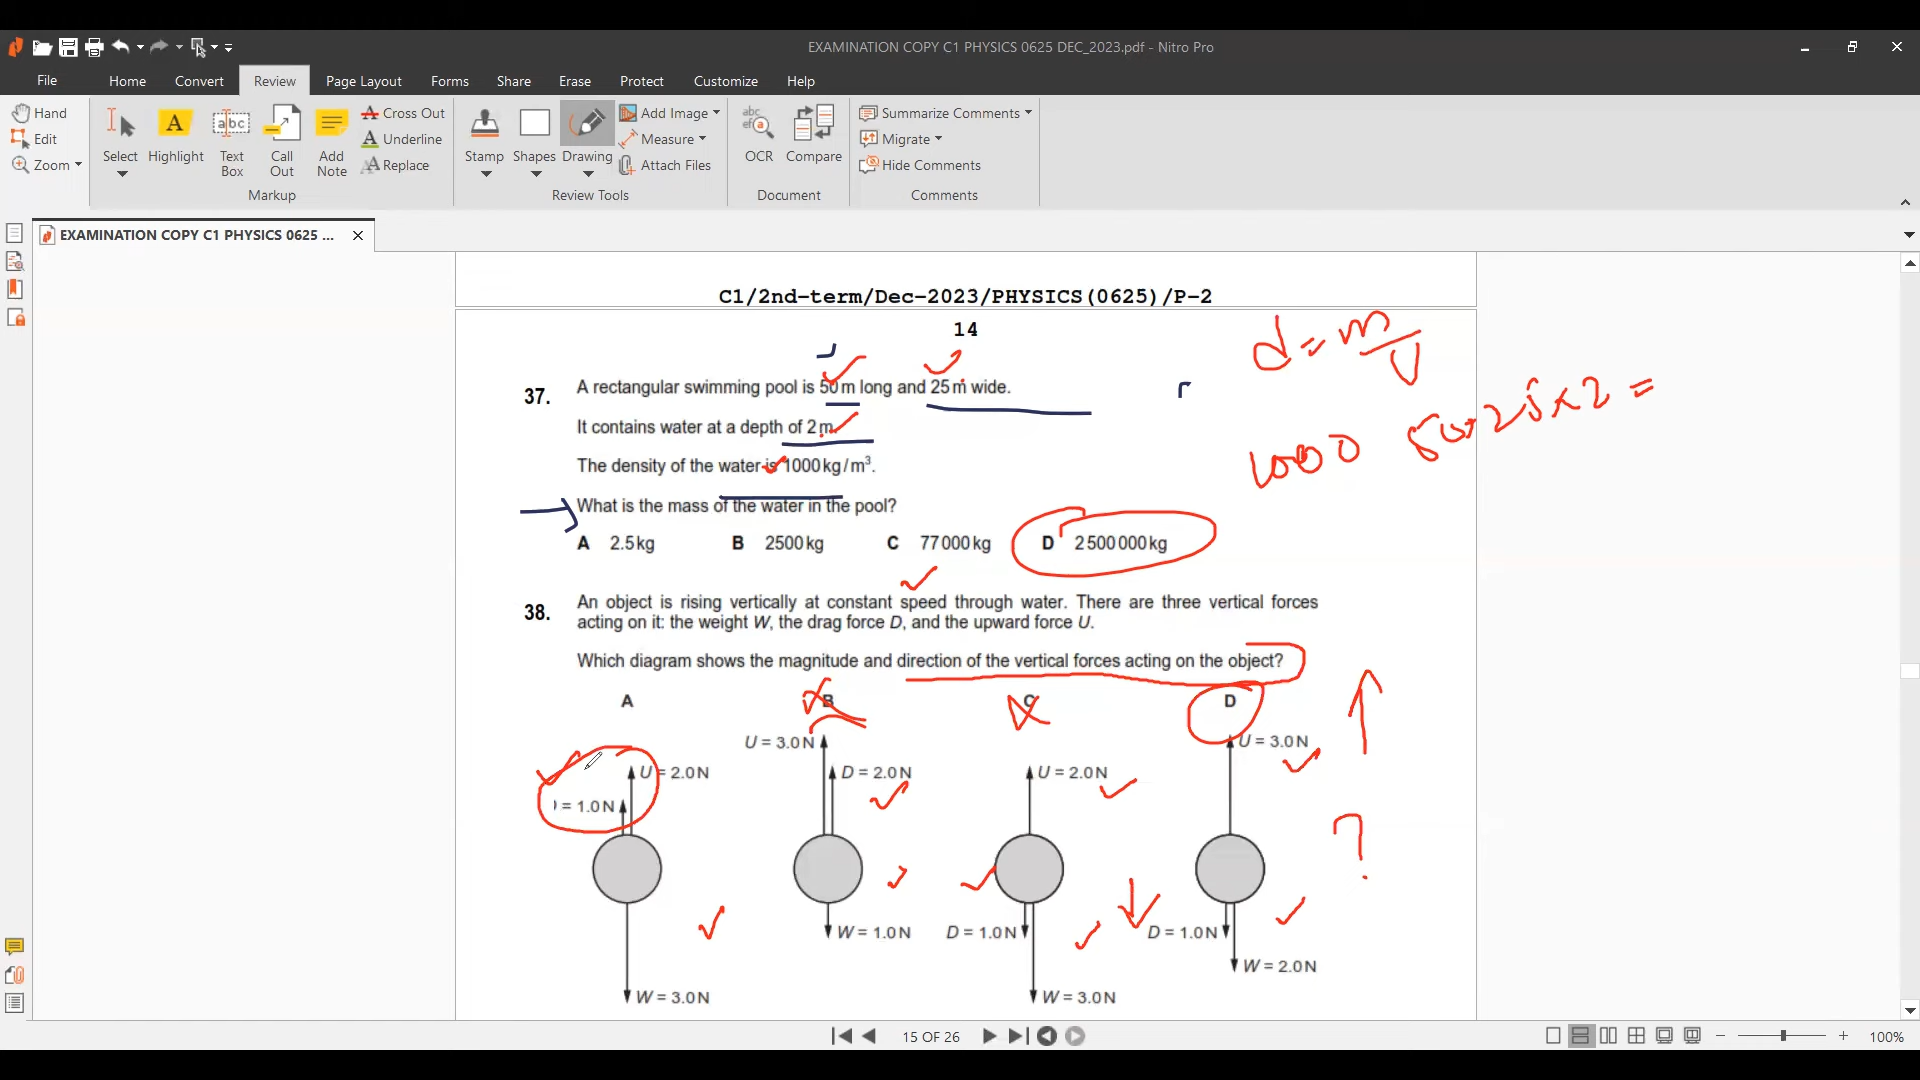 EXAMINATION COPY C1 PHYSICS 0625 DEC_2023.pdf - Nitro Pro
File Home Convert Review Page Layout Forms Share Erase Protect Customize Help
Hand
Edit
Zoom
Select
Highlight
Text Box
Call Out
Add Note
Cross Out
Underline
Replace
Markup
Stamp
Shapes
Drawing
Add Image
Measure
Attach Files
Review Tools
OCR
Compare
Document
Summarize Comments
Migrate
Hide Comments
Comments
EXAMINATION COPY C1 PHYSICS 0625 ...
C1/2nd-term/Dec-2023/PHYSICS(0625)/P-2
14
d = m/V
37. A rectangular swimming pool is 50 m long and 25 m wide.
50×25×2 =
It contains water at a depth of 2 m.
1000
The density of the water is 1000 kg/m³.
What is the mass of the water in the pool?
A 2.5 kg B 2500 kg C 77 000 kg D 2 500 000 kg
38. An object is rising vertically at constant speed through water. There are three vertical forces
acting on it: the weight W, the drag force D, and the upward force U.
Which diagram shows the magnitude and direction of the vertical forces acting on the object?
A B C D
U = 3.0 N U = 3.0 N
U = 2.0 N D = 2.0 N U = 2.0 N
= 1.0 N
?
W = 1.0 N D = 1.0 N D = 1.0 N
W = 2.0 N
W = 3.0 N W = 3.0 N
15 OF 26
100%